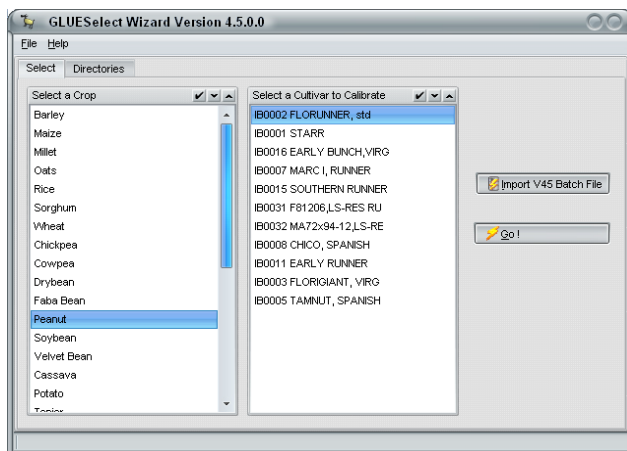 GLUESelect Wizard Version 4.5.0.0
File Help
Select Directories
Select a Crop
Barley
Maize
Millet
Oats
Rice
Sorghum
Wheat
Chickpea
Cowpea
Drybean
Faba Bean
Peanut
Soybean
Velvet Bean
Cassava
Potato
Select a Cultivar to Calibrate
IB0002 FLORUNNER, std
IB0001 STARR
IB0016 EARLY BUNCH,VIRG
IB0007 MARC I, RUNNER
IB0015 SOUTHERN RUNNER
IB0031 F81206,LS-RES RU
IB0032 MA72x94-12,LS-RE
IB0008 CHICO, SPANISH
IB0011 EARLY RUNNER
IB0003 FLORIGIANT, VIRG
IB0005 TAMNUT, SPANISH
Import V45 Batch File
Go !